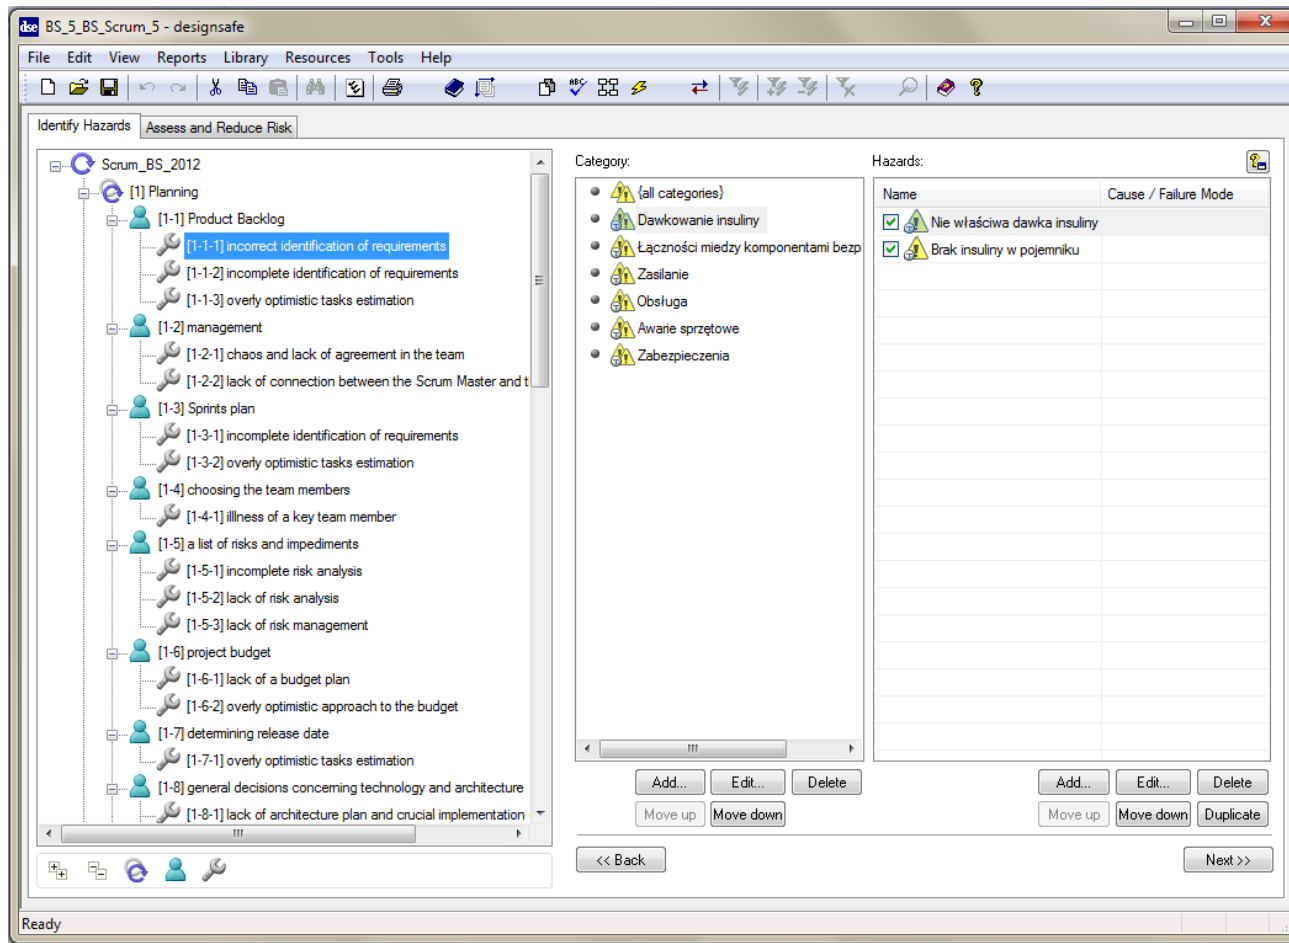 BS_5_BS_Scrum_5 - designsafe
File Edit View Reports Library Resources Tools Help
Identify Hazards Assess and Reduce Risk
Scrum_BS_2012
[1] Planning
[1-1] Product Backlog
[1-1-1] incorrect identification of requirements
[1-1-2] incomplete identification of requirements
[1-1-3] overly optimistic tasks estimation
[1-2] management
[1-2-1] chaos and lack of agreement in the team
[1-2-2] lack of connection between the Scrum Master and t
[1-3] Sprints plan
[1-3-1] incomplete identification of requirements
[1-3-2] overly optimistic tasks estimation
[1-4] choosing the team members
[1-4-1] illness of a key team member
[1-5] a list of risks and impediments
[1-5-1] incomplete risk analysis
[1-5-2] lack of risk analysis
[1-5-3] lack of risk management
[1-6] project budget
[1-6-1] lack of a budget plan
[1-6-2] overly optimistic approach to the budget
[1-7] determining release date
[1-7-1] overly optimistic tasks estimation
[1-8] general decisions concerning technology and architecture
[1-8-1] lack of architecture plan and crucial implementation
Category:
{all categories}
Dawkowanie insuliny
Łączności miedzy komponentami bezp
Zasilanie
Obsługa
Awarie sprzętowe
Zabezpieczenia
Add... Edit... Delete
Move up Move down
Hazards:
Name Cause / Failure Mode
Nie właściwa dawka insuliny
Brak insuliny w pojemniku
Add... Edit... Delete
Move up Move down Duplicate
<< Back Next >>
Ready